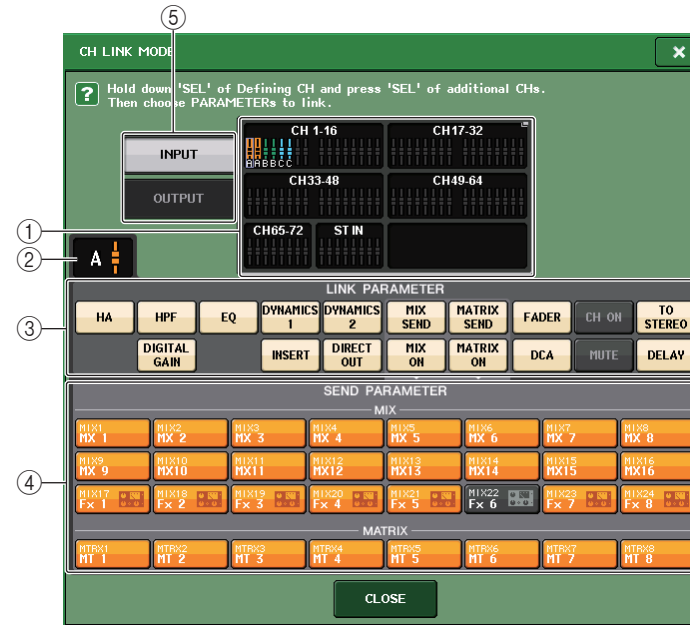 ⑤
CH LINK MODE
×
? Hold down 'SEL' of Defining CH and press 'SEL' of additional CHs.
Then choose PARAMETERs to link.
INPUT
OUTPUT
CH 1-16
CH17-32
AABBCC
CH33-48
CH49-64
CH65-72
ST IN
①
②
A
③
LINK PARAMETER
HA
HPF
EQ
DYNAMICS 1
DYNAMICS 2
MIX SEND
MATRIX SEND
FADER
CH ON
TO STEREO
DIGITAL GAIN
INSERT
DIRECT OUT
MIX ON
MATRIX ON
DCA
MUTE
DELAY
④
SEND PARAMETER
MIX
MIX1 MIX2 MIX3 MIX4 MIX5 MIX6 MIX7 MIX8
MX 1 MX 2 MX 3 MX 4 MX 5 MX 6 MX 7 MX 8
MIX9 MIX10 MIX11 MIX12 MIX13 MIX14 MIX15 MIX16
MX 9 MX10 MX11 MX12 MX13 MX14 MX15 MX16
MIX17 MIX18 MIX19 MIX20 MIX21 MIX22 MIX23 MIX24
Fx 1 Fx 2 Fx 3 Fx 4 Fx 5 Fx 6 Fx 7 Fx 8
MATRIX
MTRX1 MTRX2 MTRX3 MTRX4 MTRX5 MTRX6 MTRX7 MTRX8
MT 1 MT 2 MT 3 MT 4 MT 5 MT 6 MT 7 MT 8
CLOSE